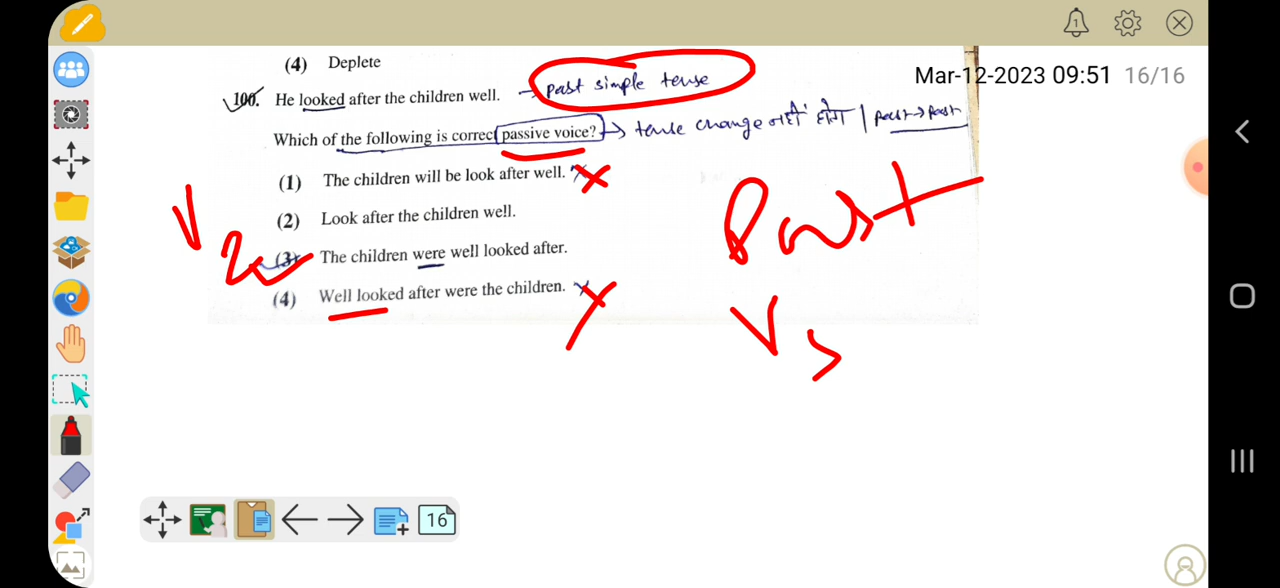 1
Mar-12-2023 09:51 16/16
(4) Deplete
100. He looked after the children well. → past simple tense
Which of the following is correct passive voice? → tense change नहीं होता | past → past
(1) The children will be look after well. ×
(2) Look after the children well.
(3) The children were well looked after.
(4) Well looked after were the children. ×
Past
V3
V2
16